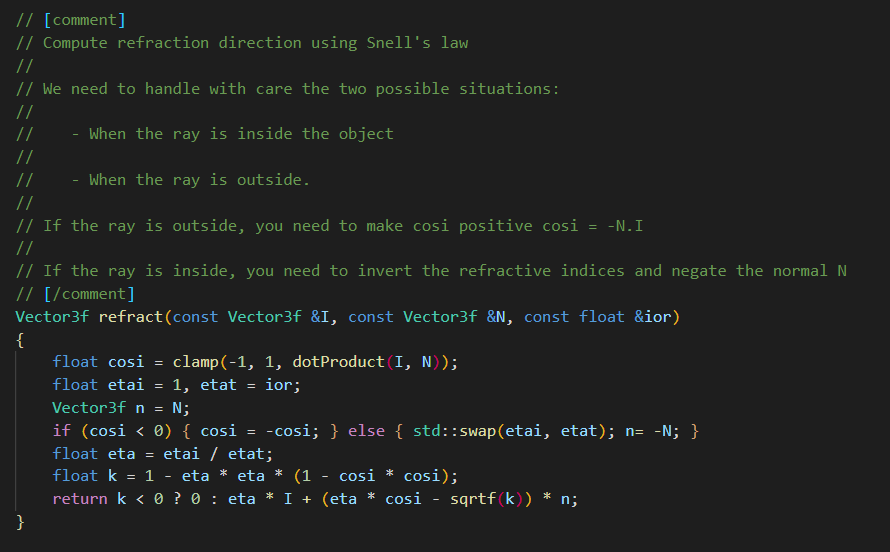 // [comment]
// Compute refraction direction using Snell's law
//
// We need to handle with care the two possible situations:
//
//    - When the ray is inside the object
//
//    - When the ray is outside.
//
// If the ray is outside, you need to make cosi positive cosi = -N.I
//
// If the ray is inside, you need to invert the refractive indices and negate the normal N
// [/comment]
Vector3f refract(const Vector3f &I, const Vector3f &N, const float &ior)
{
    float cosi = clamp(-1, 1, dotProduct(I, N));
    float etai = 1, etat = ior;
    Vector3f n = N;
    if (cosi < 0) { cosi = -cosi; } else { std::swap(etai, etat); n= -N; }
    float eta = etai / etat;
    float k = 1 - eta * eta * (1 - cosi * cosi);
    return k < 0 ? 0 : eta * I + (eta * cosi - sqrtf(k)) * n;
}